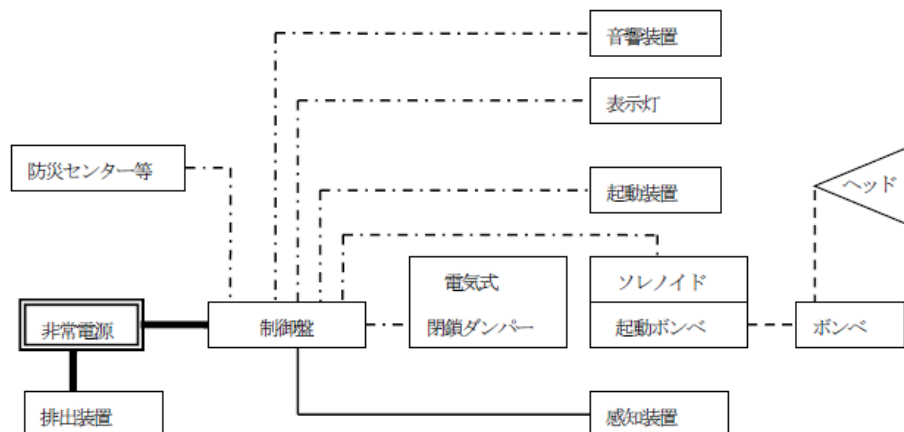 音響装置
表示灯
防災センター等
起動装置
ヘッド
電気式
閉鎖ダンパー
ソレノイド
起動ボンベ
ボンベ
非常電源
制御盤
排出装置
感知装置